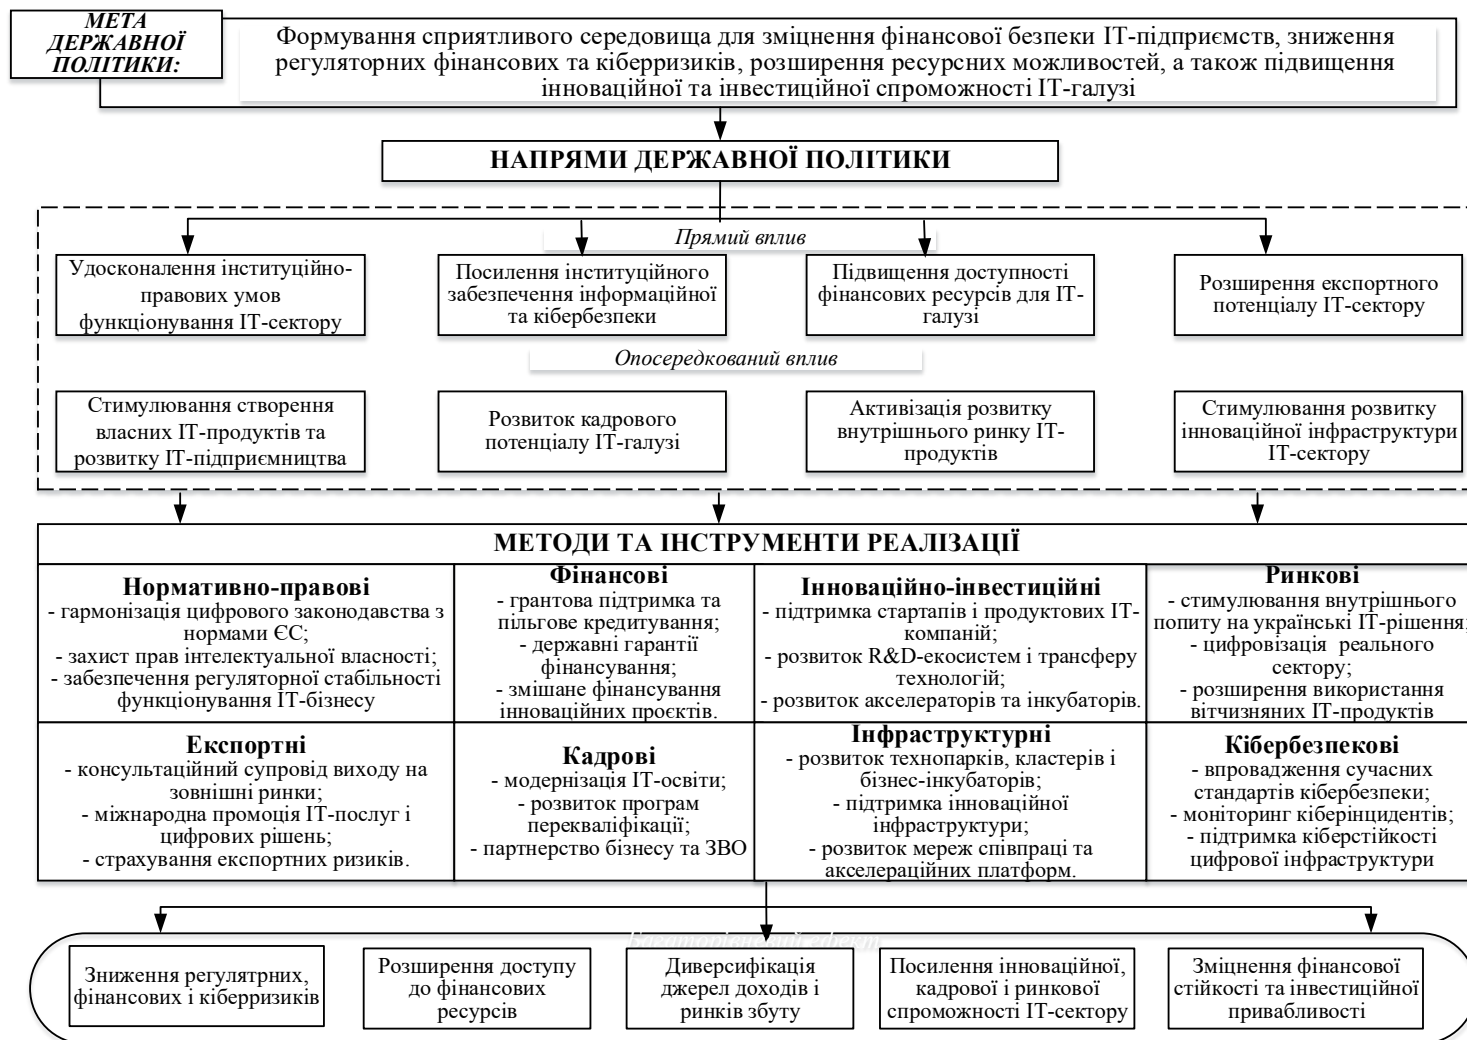 МЕТА
ДЕРЖАВНОЇ
ПОЛІТИКИ:
Формування сприятливого середовища для зміцнення фінансової безпеки ІТ-підприємств, зниження
регуляторних фінансових та кіберризиків, розширення ресурсних можливостей, а також підвищення
інноваційної та інвестиційної спроможності ІТ-галузі
НАПРЯМИ ДЕРЖАВНОЇ ПОЛІТИКИ
Прямий вплив
Удосконалення інституційно-
правових умов
функціонування ІТ-сектору
Посилення інституційного
забезпечення інформаційної
та кібербезпеки
Підвищення доступності
фінансових ресурсів для ІТ-
галузі
Розширення експортного
потенціалу ІТ-сектору
Опосередкований вплив
Стимулювання створення
власних ІТ-продуктів та
розвитку ІТ-підприємництва
Розвиток кадрового
потенціалу ІТ-галузі
Активізація розвитку
внутрішнього ринку ІТ-
продуктів
Стимулювання розвитку
інноваційної інфраструктури
ІТ-сектору
МЕТОДИ ТА ІНСТРУМЕНТИ РЕАЛІЗАЦІЇ
Нормативно-правові
- гармонізація цифрового законодавства з
нормами ЄС;
- захист прав інтелектуальної власності;
- забезпечення регуляторної стабільності
функціонування ІТ-бізнесу
Фінансові
- грантова підтримка та
пільгове кредитування;
- державні гарантії
фінансування;
- змішане фінансування
інноваційних проєктів.
Інноваційно-інвестиційні
- підтримка стартапів і продуктових ІТ-
компаній;
- розвиток R&D-екосистем і трансферу
технологій;
- розвиток акселераторів та інкубаторів.
Ринкові
- стимулювання внутрішнього
попиту на українські ІТ-рішення;
- цифровізація реального
сектору;
- розширення використання
вітчизняних ІТ-продуктів
Експортні
- консультаційний супровід виходу на
зовнішні ринки;
- міжнародна промоція ІТ-послуг і
цифрових рішень;
- страхування експортних ризиків.
Кадрові
- модернізація ІТ-освіти;
- розвиток програм
перекваліфікації;
- партнерство бізнесу та ЗВО
Інфраструктурні
- розвиток технопарків, кластерів і
бізнес-інкубаторів;
- підтримка інноваційної
інфраструктури;
- розвиток мереж співпраці та
акселераційних платформ.
Кібербезпекові
- впровадження сучасних
стандартів кібербезпеки;
- моніторинг кіберінцидентів;
- підтримка кіберстійкості
цифрової інфраструктури
Зниження регулятрних,
фінансових і кіберризиків
Розширення доступу
до фінансових
ресурсів
Диверсифікація
джерел доходів і
ринків збуту
Посилення інноваційної,
кадрової і ринкової
спроможності ІТ-сектору
Зміцнення фінансової
стійкості та інвестиційної
привабливості